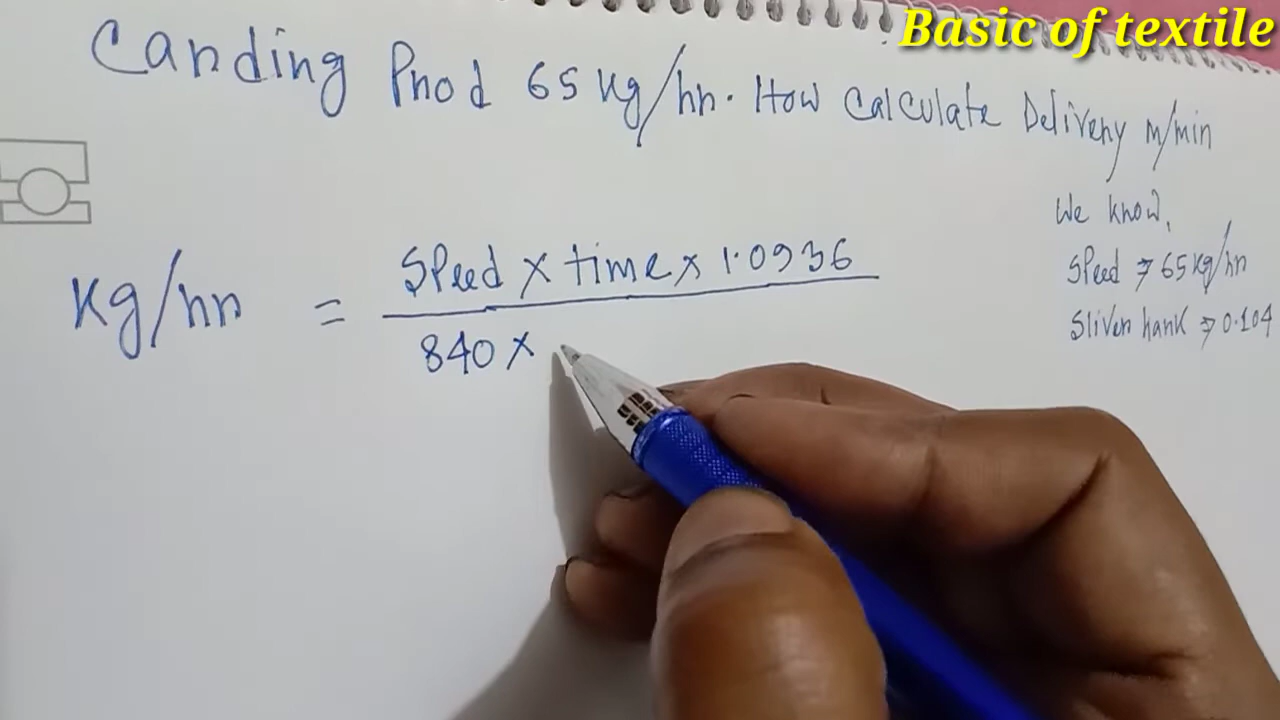 Basic of textile
Carding Prod 65 kg/hr. How Calculate Delivery m/min
We know,
Speed ⇒ 65 kg/hr
Sliver hank ⇒ 0.104
Kg/hr = Speed × time × 1.0936
840 ×